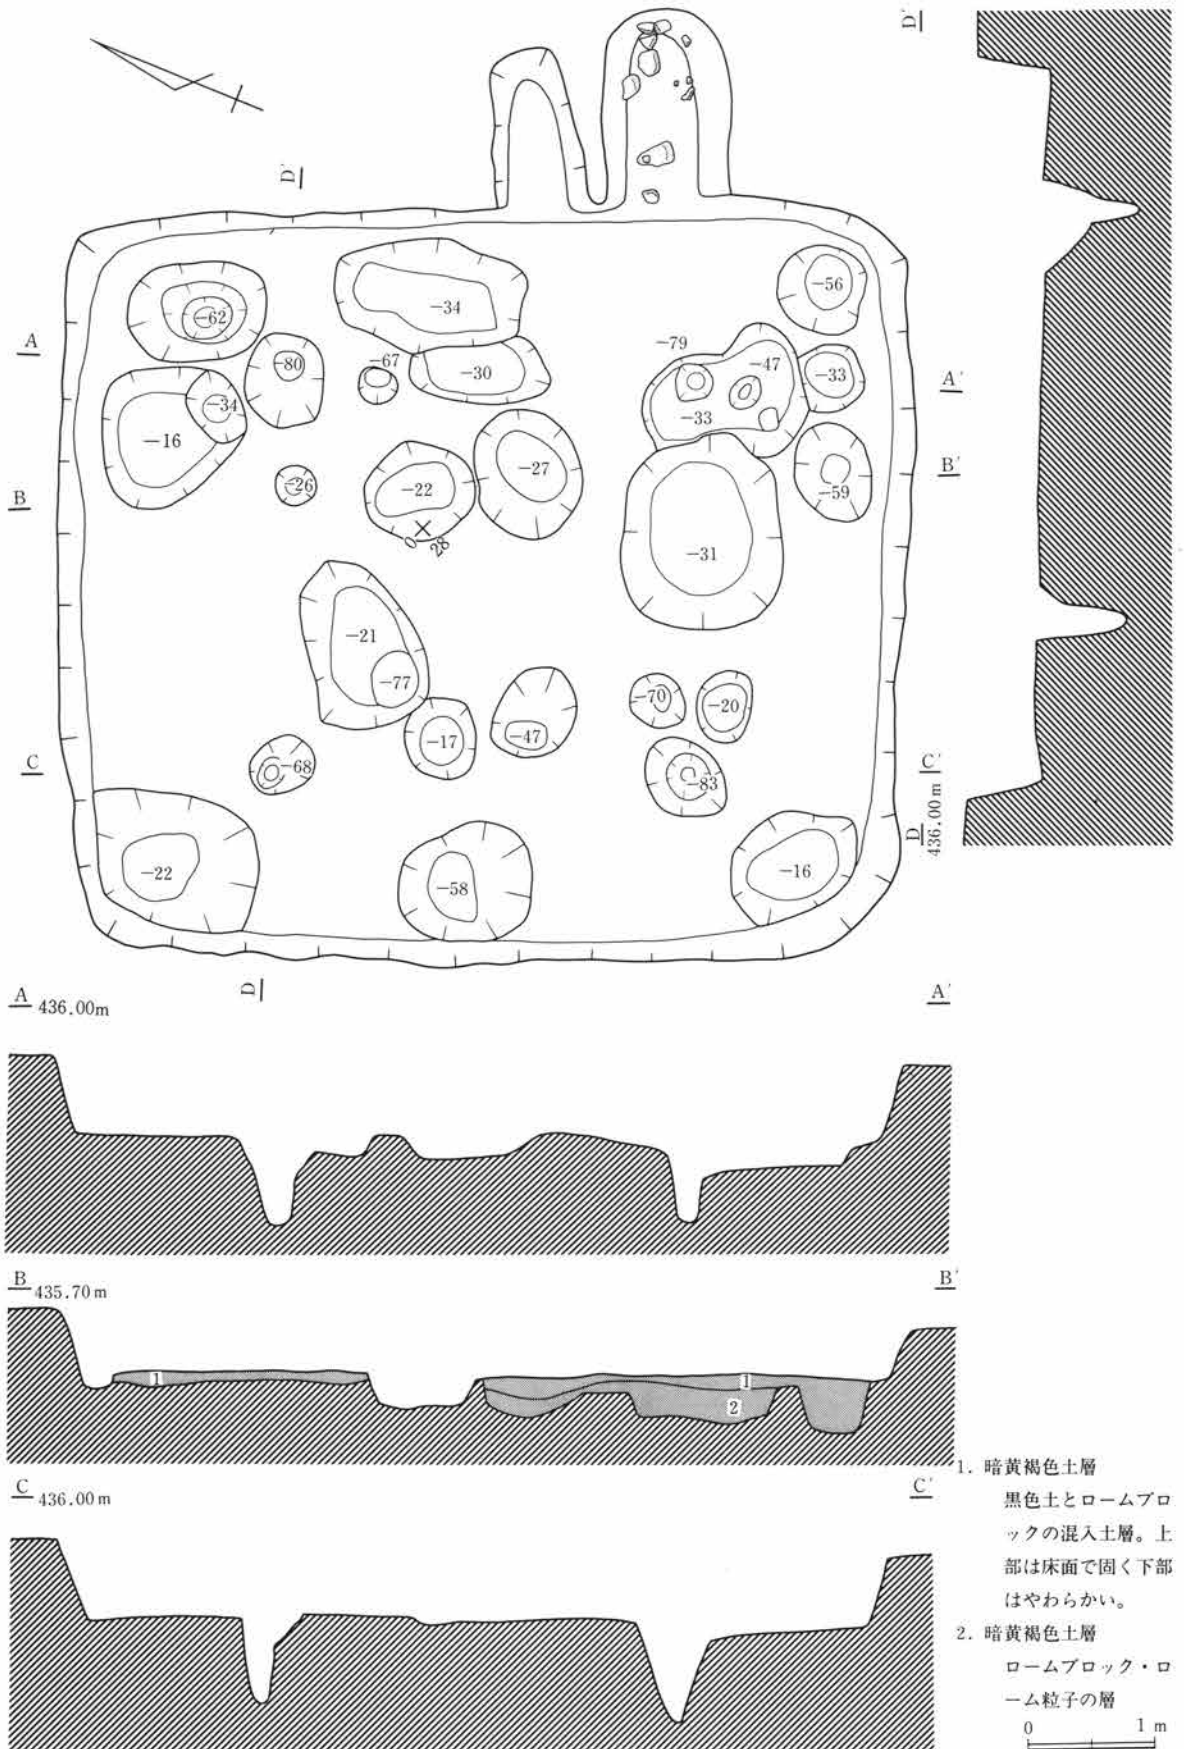 D′
D′
A
A′
B
B′
C
C′
D
436.00m
D
−62
−34
−56
−80
−67
−30
−79
−47
−33
−33
−34
−16
−26
−22
−27
−59
28
−31
−21
−77
−17
−47
−70
−20
−68
−83
−22
−58
−16
A 436.00m
A′
B 435.70m
B′
1
1
2
C 436.00m
C′
1. 暗黄褐色土層
黒色土とロームブロ
ックの混入土層。上
部は床面で固く下部
はやわらかい。
2. 暗黄褐色土層
ロームブロック・ロ
ーム粒子の層
0 1m